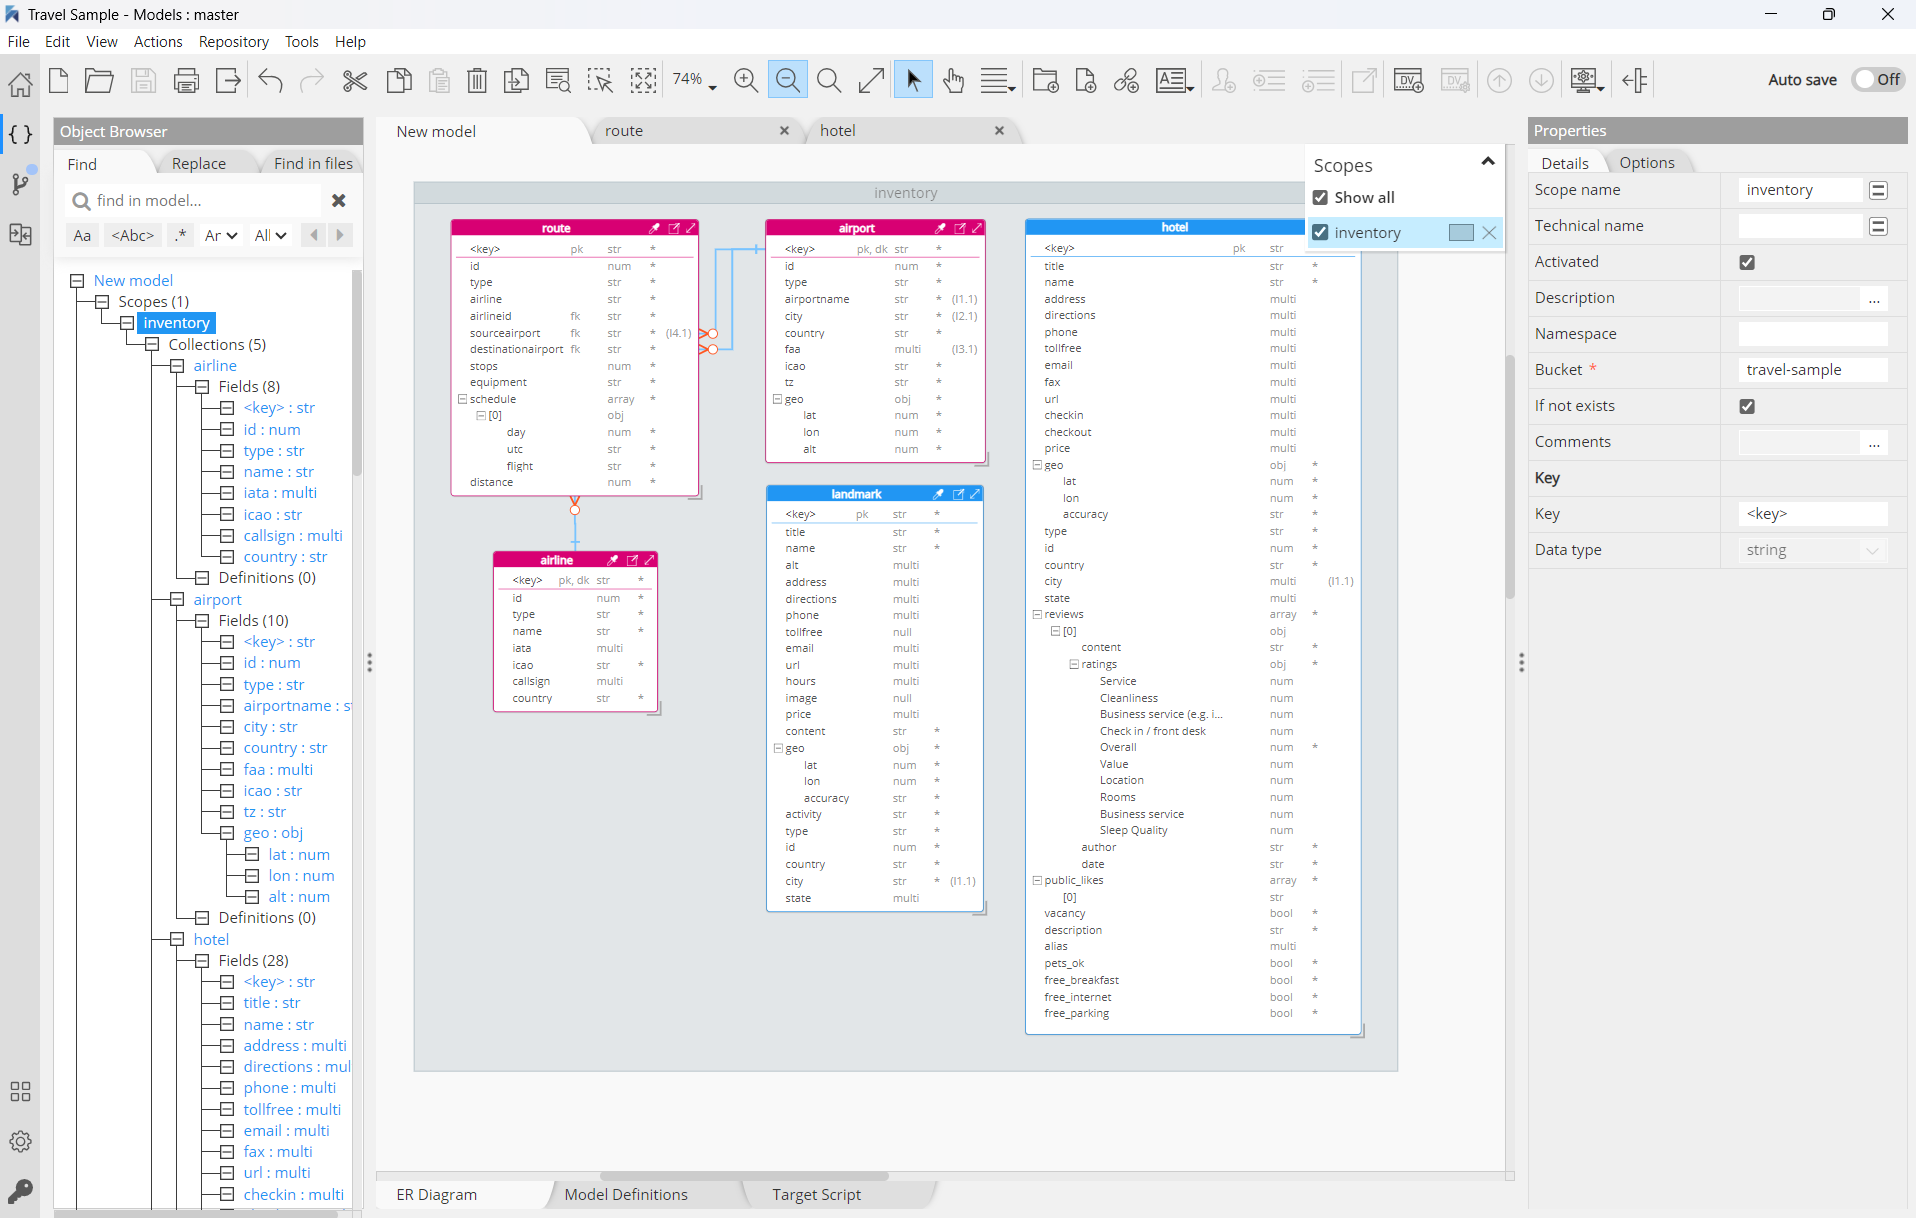 Travel Sample - Models : master
File Edit View Actions Repository Tools Help
74%
DV
DV
Auto save Off
Object Browser
Find Replace Find in files
find in model...
Aa <Abc> .* Ar All
New model
Scopes (1)
inventory
Collections (5)
airline
Fields (8)
<key> : str
id : num
type : str
name : str
iata : multi
icao : str
callsign : multi
country : str
Definitions (0)
airport
Fields (10)
<key> : str
id : num
type : str
airportname : s
city : str
country : str
faa : multi
icao : str
tz : str
geo : obj
lat : num
lon : num
alt : num
Definitions (0)
hotel
Fields (28)
<key> : str
title : str
name : str
address : multi
directions : mul
phone : multi
tollfree : multi
email : multi
fax : multi
url : multi
checkin : multi
New model route hotel
inventory
route
<key> pk str *
id num *
type str *
airline str *
airlineid fk str *
sourceairport fk str * (I4.1)
destinationairport fk str *
stops num *
equipment str *
schedule array *
[0] obj
day num *
utc str *
flight str *
distance num *
airline
<key> pk, dk str *
id num *
type str *
name str *
iata multi
icao str *
callsign multi
country str *
airport
<key> pk, dk str *
id num *
type str *
airportname str * (I1.1)
city str * (I2.1)
country str *
faa multi (I3.1)
icao str *
tz str *
geo obj *
lat num *
lon num *
alt num *
landmark
<key> pk str *
title str *
name str *
alt multi
address multi
directions multi
phone multi
tollfree null
email multi
url multi
hours multi
image null
price multi
content str *
geo obj *
lat num *
lon num *
accuracy str *
activity str *
type str *
id num *
country str *
city str * (I1.1)
state multi
hotel
<key> pk str
title str *
name str *
address multi
directions multi
phone multi
tollfree multi
email multi
fax multi
url multi
checkin multi
checkout multi
price multi
geo obj *
lat num *
lon num *
accuracy str *
type str *
id num *
country str *
city multi (I1.1)
state multi
reviews array *
[0] obj
content str *
ratings obj *
Service num
Cleanliness num
Business service (e.g. i... num
Check in / front desk num
Overall num *
Value num
Location num
Rooms num
Business service num
Sleep Quality num
author str *
date str *
public_likes array *
[0] str
vacancy bool *
description str *
alias multi
pets_ok bool *
free_breakfast bool *
free_internet bool *
free_parking bool *
Scopes
Show all
inventory
ER Diagram Model Definitions Target Script
Properties
Details Options
Scope name inventory
Technical name
Activated
Description ...
Namespace
Bucket * travel-sample
If not exists
Comments ...
Key
Key <key>
Data type string